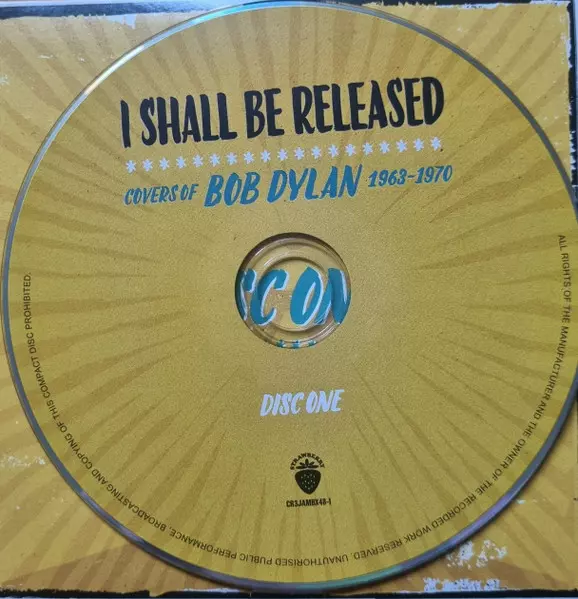 I SHALL BE RELEASED
COVERS OF BOB DYLAN 1963-1970
SC ON
DISC ONE
STRAWBERRY
CR3JAMBX48-1
ALL RIGHTS OF THE MANUFACTURER AND THE OWNER OF THE RECORDED WORK RESERVED. UNAUTHORISED PUBLIC PERFORMANCE, BROADCASTING AND COPYING OF THIS COMPACT DISC PROHIBITED.